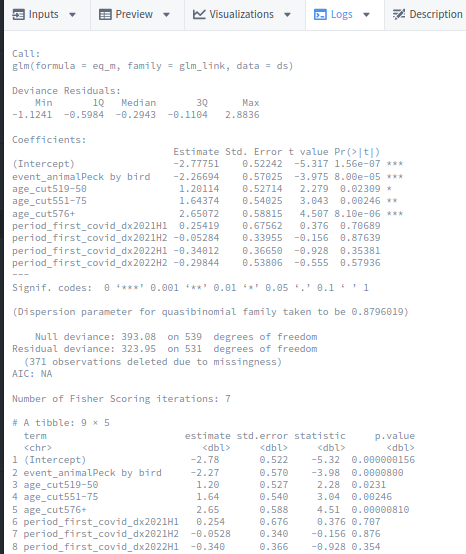 Inputs Preview Visualizations Logs Description
Call:
glm(formula = eq_m, family = glm_link, data = ds)
Deviance Residuals:
Min 1Q Median 3Q Max
-1.1241 -0.5984 -0.2943 -0.1104 2.8836
Coefficients:
Estimate Std. Error t value Pr(>|t|)
(Intercept) -2.77751 0.52242 -5.317 1.56e-07 ***
event_animalPeck by bird -2.26694 0.57025 -3.975 8.00e-05 ***
age_cut519-50 1.20114 0.52714 2.279 0.02309 *
age_cut551-75 1.64374 0.54025 3.043 0.00246 **
age_cut576+ 2.65072 0.58815 4.507 8.10e-06 ***
period_first_covid_dx2021H1 0.25419 0.67562 0.376 0.70689
period_first_covid_dx2021H2 -0.05284 0.33955 -0.156 0.87639
period_first_covid_dx2022H1 -0.34012 0.36650 -0.928 0.35381
period_first_covid_dx2022H2 -0.29844 0.53806 -0.555 0.57936
---
Signif. codes: 0 ‘***’ 0.001 ‘**’ 0.01 ‘*’ 0.05 ‘.’ 0.1 ‘ ’ 1
(Dispersion parameter for quasibinomial family taken to be 0.8796019)
Null deviance: 393.08 on 539 degrees of freedom
Residual deviance: 323.95 on 531 degrees of freedom
(371 observations deleted due to missingness)
AIC: NA
Number of Fisher Scoring iterations: 7
# A tibble: 9 × 5
term estimate std.error statistic p.value
<chr> <dbl> <dbl> <dbl> <dbl>
1 (Intercept) -2.78 0.522 -5.32 0.000000156
2 event_animalPeck by bird -2.27 0.570 -3.98 0.0000800
3 age_cut519-50 1.20 0.527 2.28 0.0231
4 age_cut551-75 1.64 0.540 3.04 0.00246
5 age_cut576+ 2.65 0.588 4.51 0.00000810
6 period_first_covid_dx2021H1 0.254 0.676 0.376 0.707
7 period_first_covid_dx2021H2 -0.0528 0.340 -0.156 0.876
8 period_first_covid_dx2022H1 -0.340 0.366 -0.928 0.354